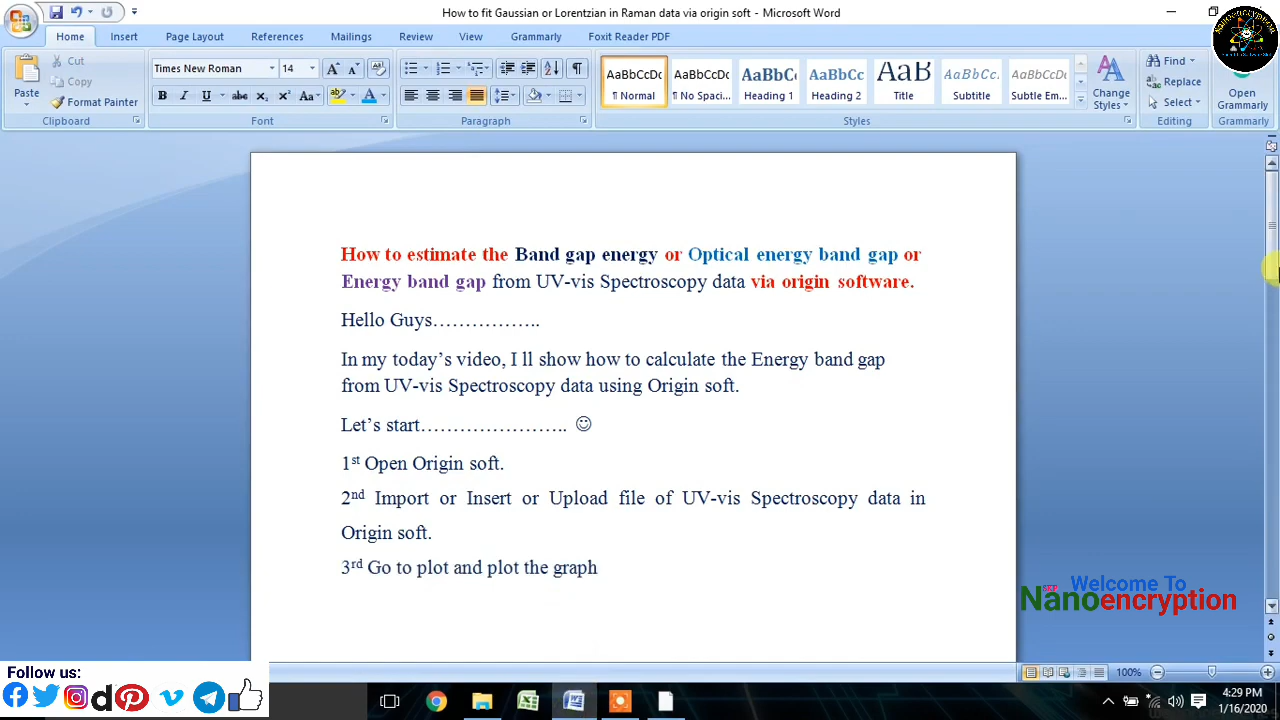 How to fit Gaussian or Lorentzian in Raman data via origin soft - Microsoft Word
Home Insert Page Layout References Mailings Review View Grammarly Foxit Reader PDF
Paste
Cut
Copy
Format Painter
Clipboard
Times New Roman 14
B I U abc x₂ x² Aa
Font
Paragraph
AaBbCcDc AaBbCcDc AaBbCc AaBbCc AaB AaBbCc. AaBbCcDc
¶ Normal ¶ No Spaci... Heading 1 Heading 2 Title Subtitle Subtle Em...
Styles
Change
Styles
Find
Replace
Select
Editing
Open
Grammarly
Grammarly
How to estimate the Band gap energy or Optical energy band gap or
Energy band gap from UV-vis Spectroscopy data via origin software.
Hello Guys……………..
In my today’s video, I ll show how to calculate the Energy band gap
from UV-vis Spectroscopy data using Origin soft.
Let’s start………………….. ☺
1st Open Origin soft.
2nd Import or Insert or Upload file of UV-vis Spectroscopy data in
Origin soft.
3rd Go to plot and plot the graph
Welcome To
SKP
Nanoencryption
Follow us:
100%
4:29 PM
1/16/2020